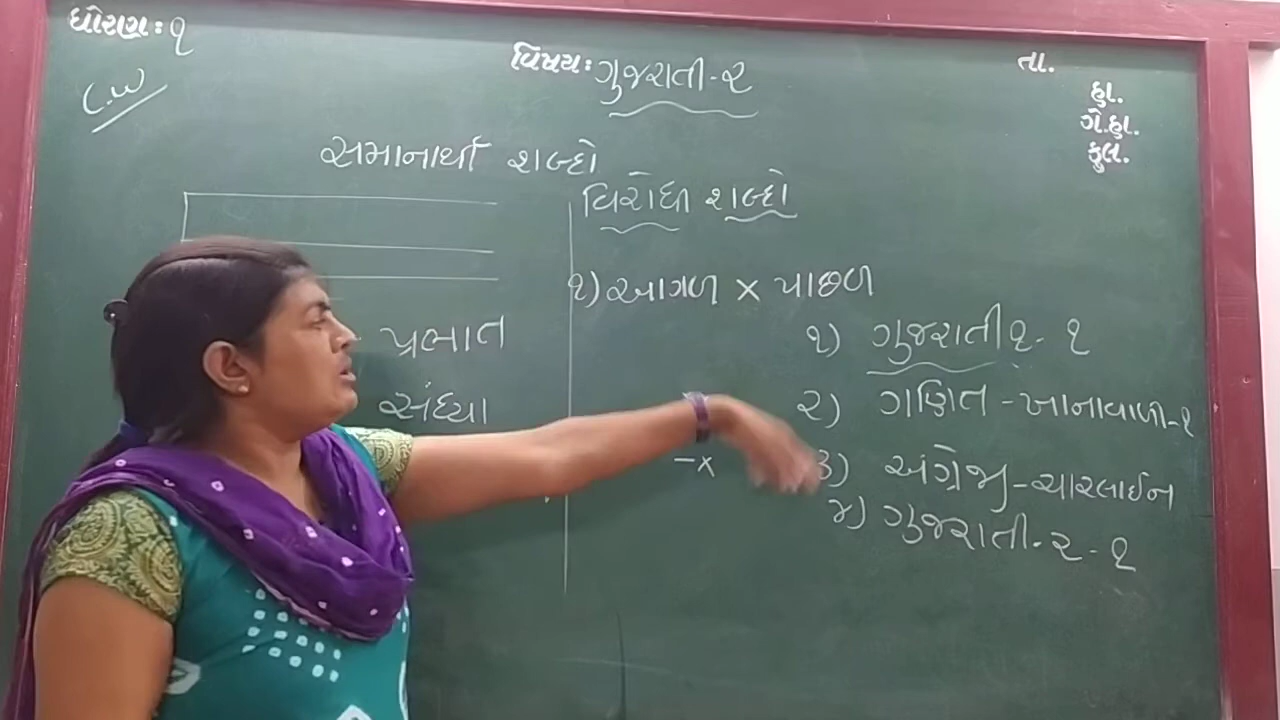 ધોરણઃ૧
વિષયઃ ગુજરાતી-૨
તા.
હા.
ગે.હા.
કુલ.
C.W
સમાનાર્થી શબ્દો
પ્રભાત
સંધ્યા
વિરોધી શબ્દો
૧) આગળ × પાછળ
-×
૧) ગુજરાતી ૧- ૧
૨) ગણિત - ખાનાવાળી-૧
૩) અંગ્રેજી-ચારલાઈન
૪) ગુજરાતી-૨-૧